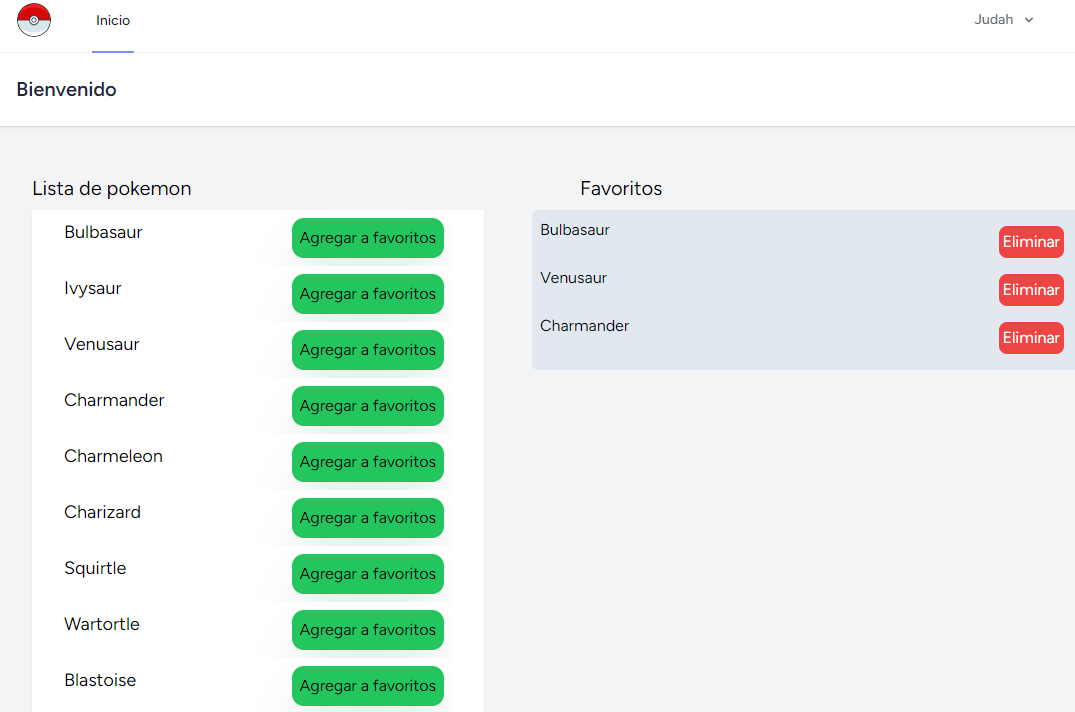 Inicio
Judah
Bienvenido
Lista de pokemon
Bulbasaur Agregar a favoritos
Ivysaur Agregar a favoritos
Venusaur Agregar a favoritos
Charmander Agregar a favoritos
Charmeleon Agregar a favoritos
Charizard Agregar a favoritos
Squirtle Agregar a favoritos
Wartortle Agregar a favoritos
Blastoise Agregar a favoritos
Favoritos
Bulbasaur Eliminar
Venusaur Eliminar
Charmander Eliminar